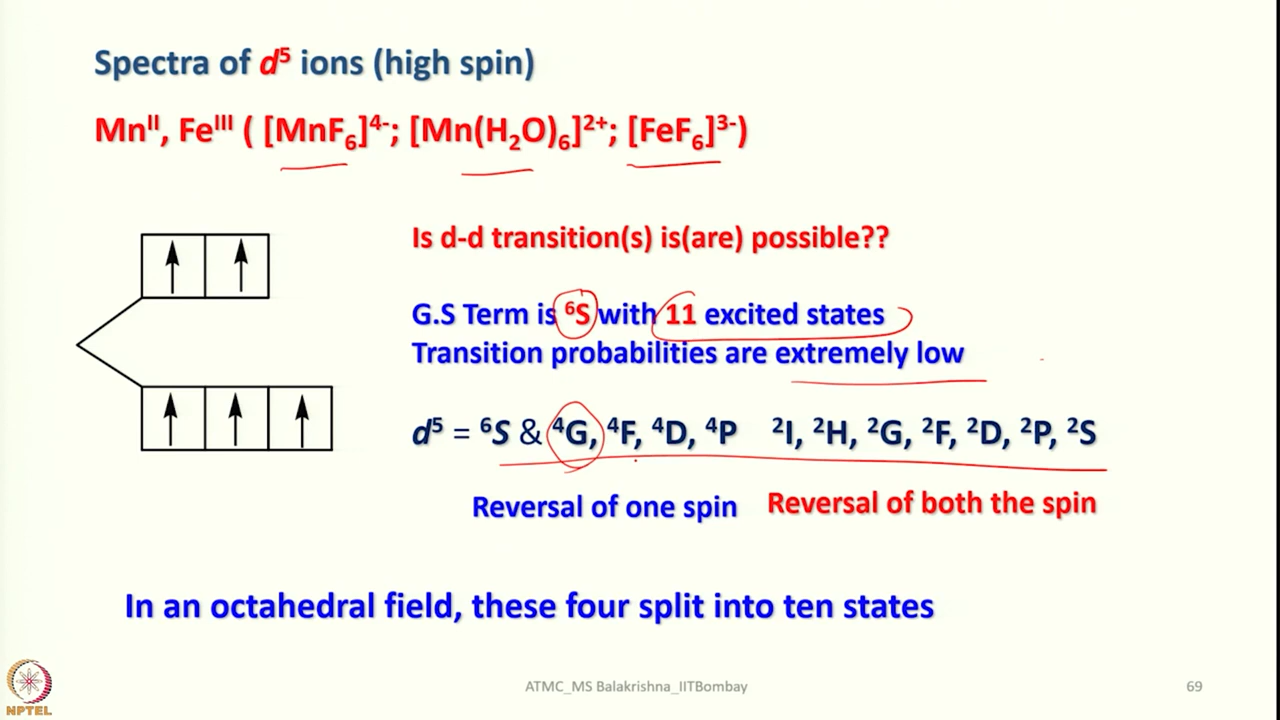 Spectra of d⁵ ions (high spin)
Mnᴵᴵ, Feᴵᴵᴵ ( [MnF₆]⁴⁻; [Mn(H₂O)₆]²⁺; [FeF₆]³⁻)
Is d-d transition(s) is(are) possible??
G.S Term is ⁶S with 11 excited states
Transition probabilities are extremely low
d⁵ = ⁶S & ⁴G, ⁴F, ⁴D, ⁴P ²I, ²H, ²G, ²F, ²D, ²P, ²S
Reversal of one spin Reversal of both the spin
In an octahedral field, these four split into ten states
NPTEL
ATMC_MS Balakrishna_IITBombay
69